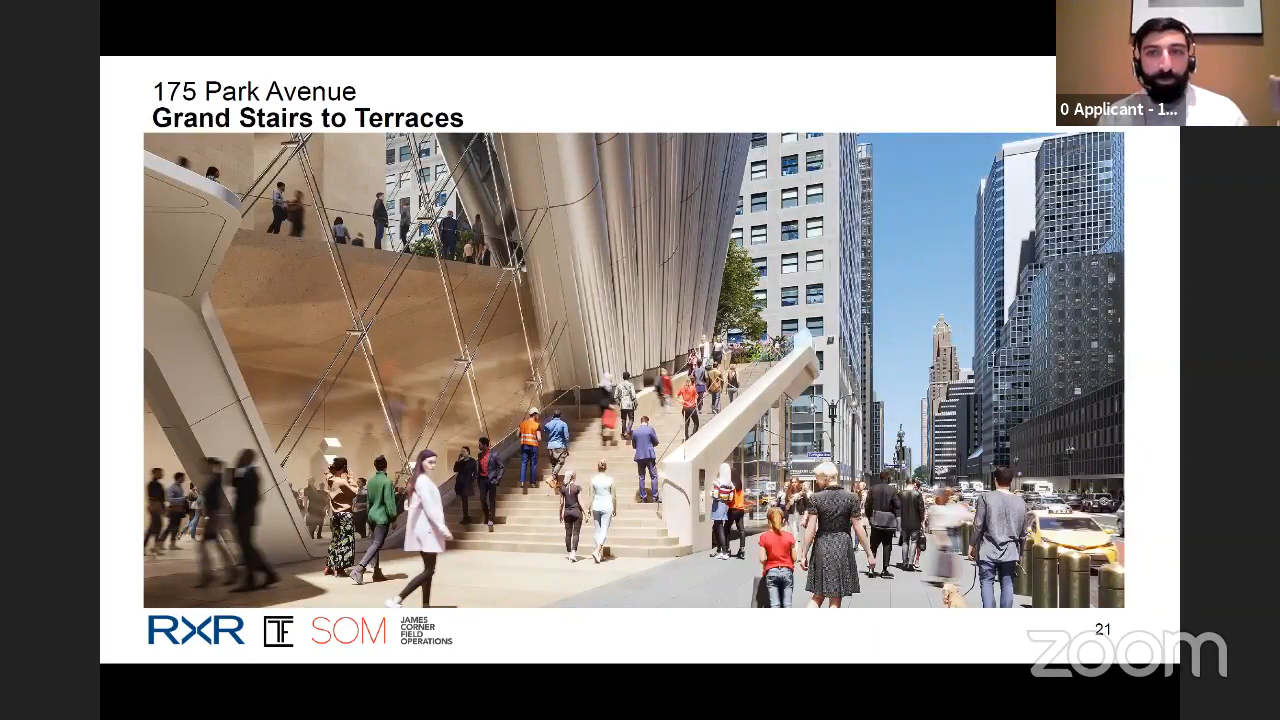 175 Park Avenue
Grand Stairs to Terraces
0 Applicant - 1...
RXR
TF
SOM
JAMES
CORNER
FIELD
OPERATIONS
21
zoom